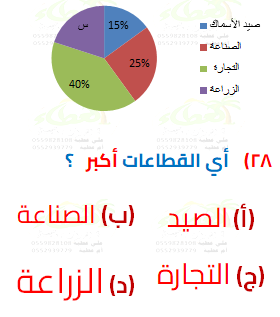 صيد الأسماك
الصناعة
التجارة
الزراعة
س 15%
25%
40%
٢٨) أي القطاعات أكبر ؟
(أ) الصيد (ب) الصناعة
(ج) التجارة (د) الزراعة